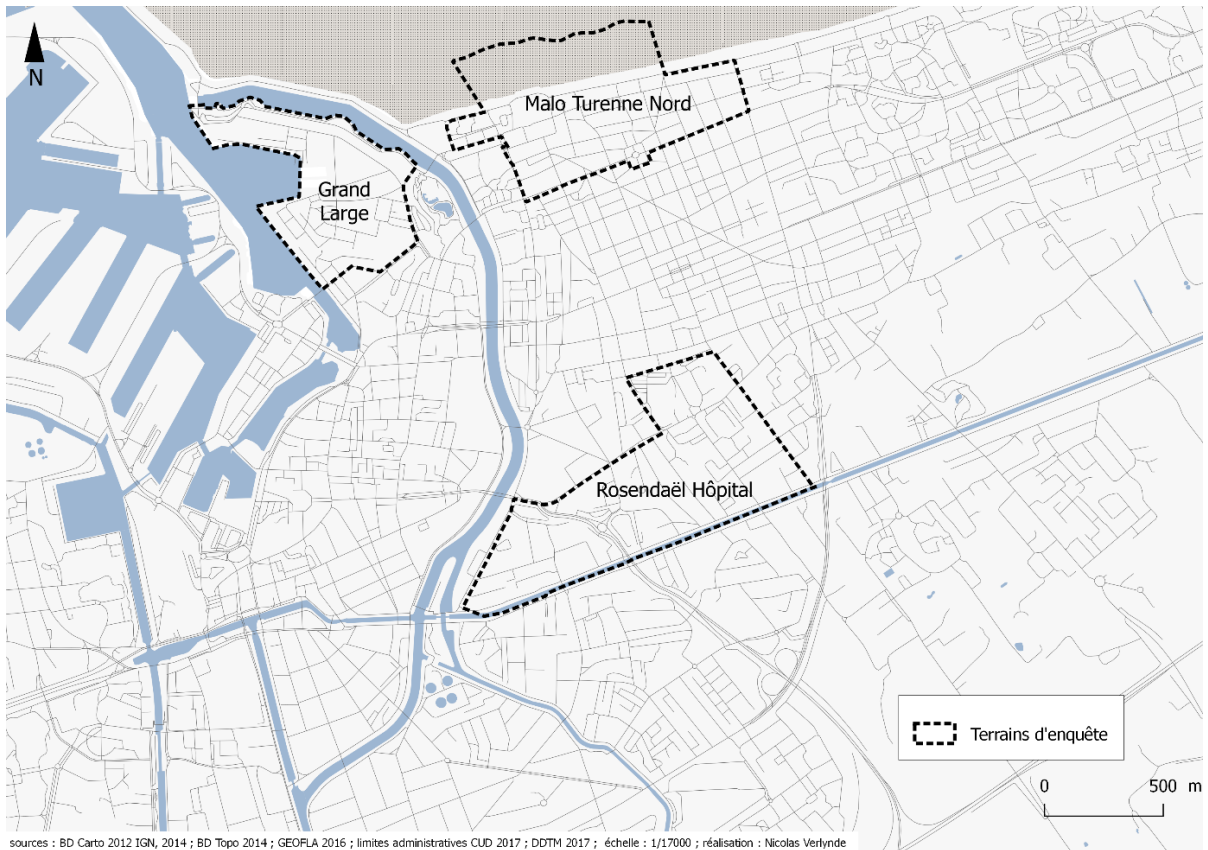 N
Malo Turenne Nord
Grand
Large
Rosendaël Hôpital
Terrains d'enquête
0 500 m
sources : BD Carto 2012 IGN, 2014 ; BD Topo 2014 ; GEOFLA 2016 ; limites administratives CUD 2017 ; DDTM 2017 ; échelle : 1/17000 ; réalisation : Nicolas Verlynde